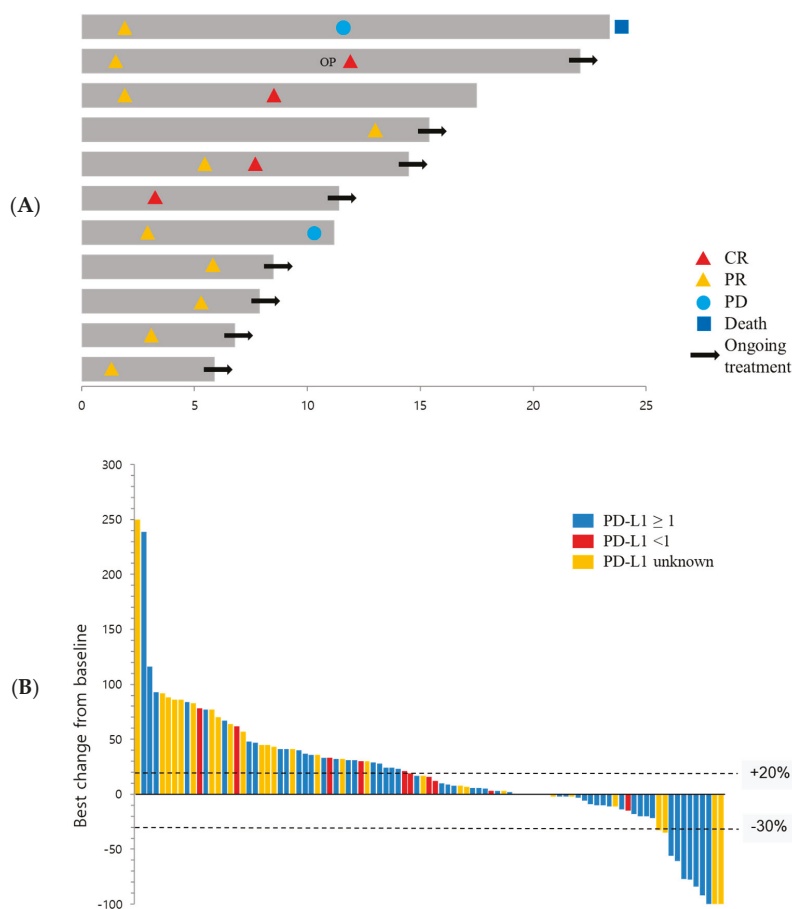 (A)
OP
CR
PR
PD
Death
Ongoing
treatment
0 5 10 15 20 25
(B)
Best change from baseline
300
250
200
150
100
50
0
-50
-100
PD-L1 ≥ 1
PD-L1 <1
PD-L1 unknown
+20%
-30%